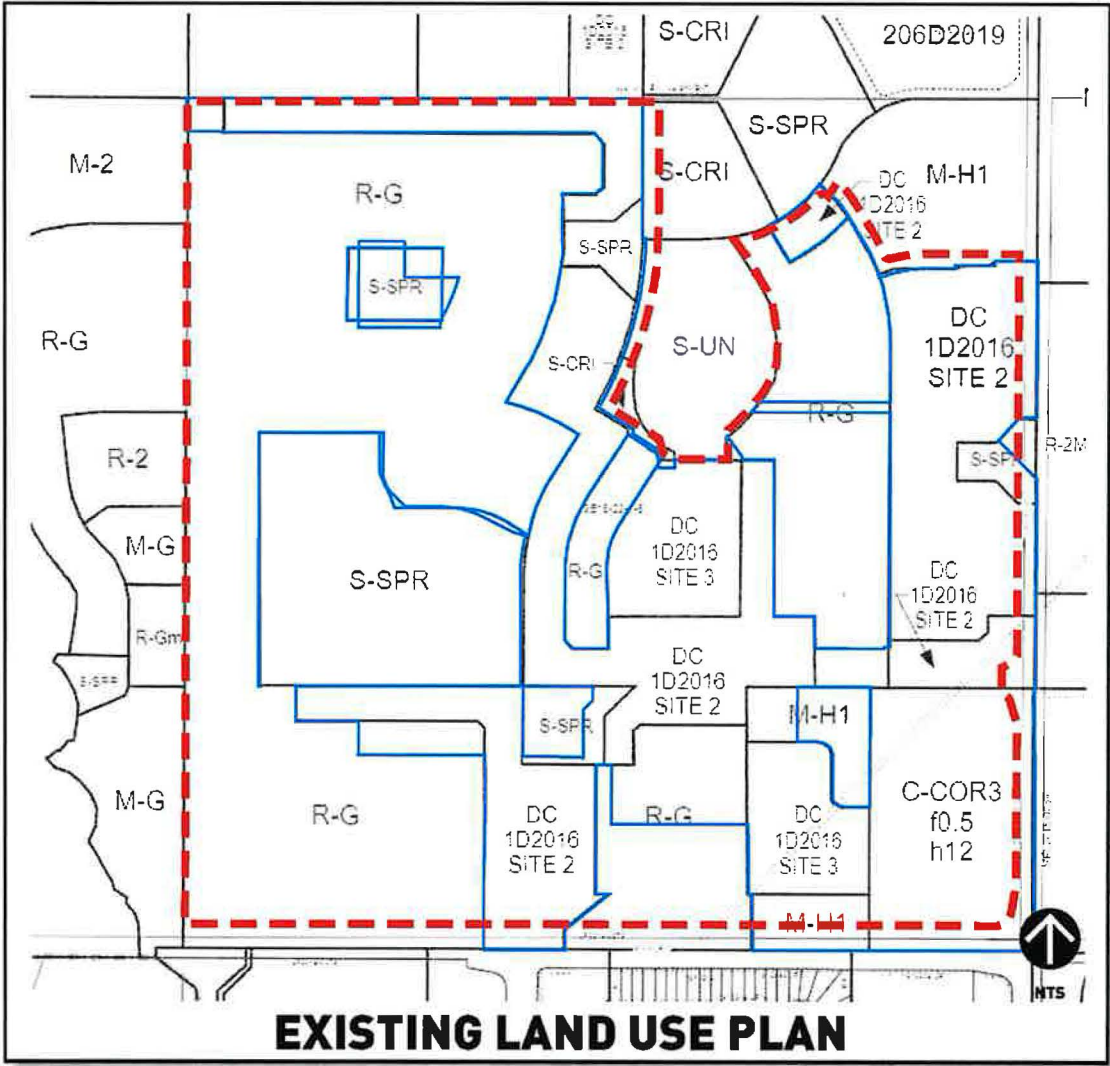 S-CRI
206D2019
S-SPR
M-2
R-G
S-CRI
M-H1
DC
1D2016
SITE 2
S-SPR
S-SPR
R-G
S-UN
DC
1D2016
SITE 2
S-CRI
R-G
R-2M
R-2
S-SP
M-G
DC
1D2016
SITE 3
S-SPR
R-G
DC
1D2016
SITE 2
R-Gm
DC
1D2016
SITE 2
S-SPR
S-SPR
M-H1
M-G
R-G
DC
1D2016
SITE 2
R-G
DC
1D2016
SITE 3
C-COR3
f0.5
h12
M-H1
NTS
EXISTING LAND USE PLAN